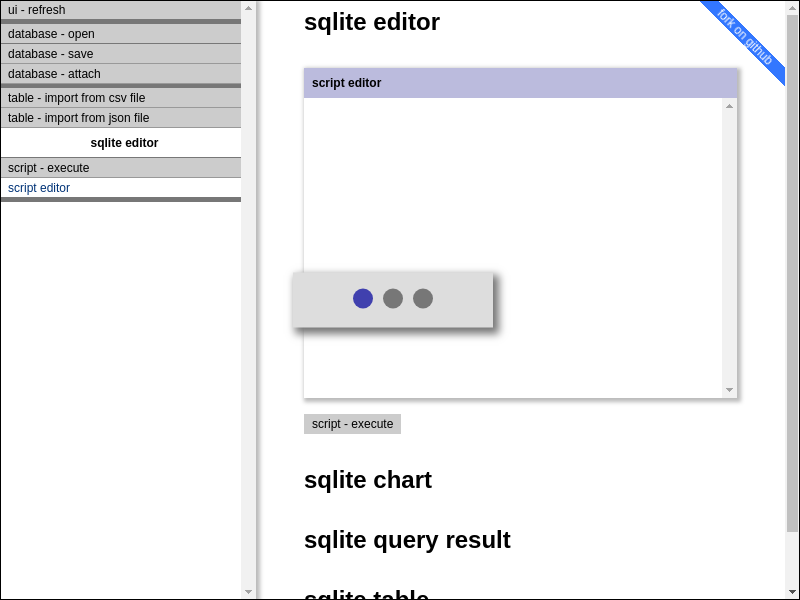 ui - refresh
database - open
database - save
database - attach
table - import from csv file
table - import from json file
sqlite editor
script - execute
script editor
sqlite editor
fork on github
script editor
script - execute
sqlite chart
sqlite query result
sqlite table